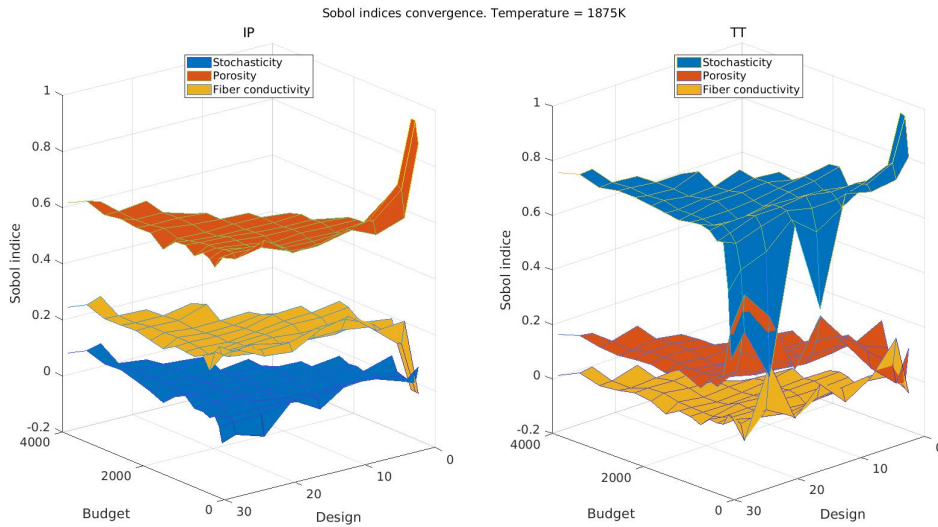 Sobol indices convergence. Temperature = 1875K
IP
Stochasticity
Porosity
Fiber conductivity
1
0.8
0.6
0.4
0.2
0
-0.2
Sobol indice
4000
2000
0
Budget
30
20
10
0
Design
TT
Stochasticity
Porosity
Fiber conductivity
1
0.8
0.6
0.4
0.2
0
-0.2
Sobol indice
4000
2000
0
Budget
30
20
10
0
Design